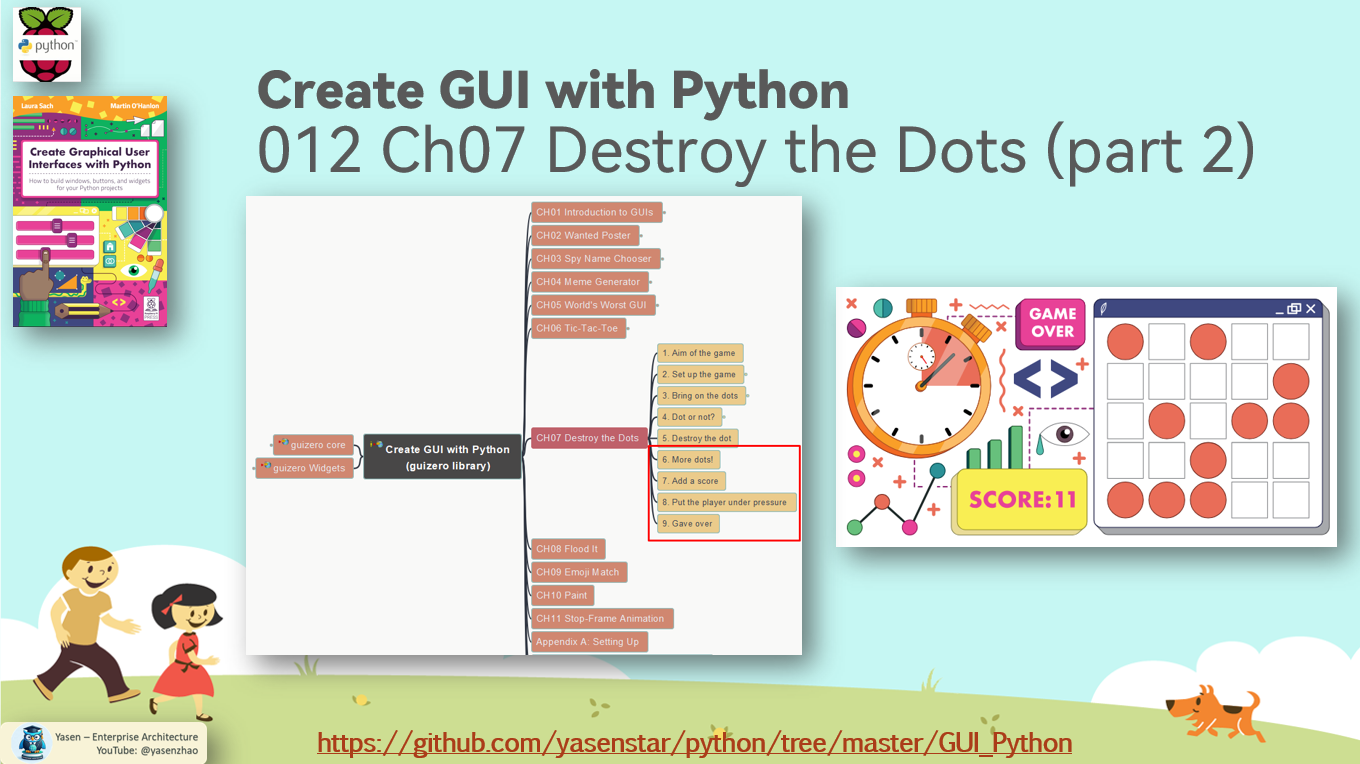 python™
Laura Sach Martin O'Hanlon
Create Graphical User
Interfaces with Python
How to build windows, buttons, and widgets
for your Python projects
Create GUI with Python
012 Ch07 Destroy the Dots (part 2)
CH01 Introduction to GUIs
CH02 Wanted Poster
CH03 Spy Name Chooser
CH04 Meme Generator
CH05 World's Worst GUI
CH06 Tic-Tac-Toe
1. Aim of the game
2. Set up the game
3. Bring on the dots
4. Dot or not?
guizero core
guizero Widgets
Create GUI with Python
(guizero library)
CH07 Destroy the Dots
5. Destroy the dot
6. More dots!
7. Add a score
8. Put the player under pressure
9. Gave over
CH08 Flood It
CH09 Emoji Match
CH10 Paint
CH11 Stop-Frame Animation
Appendix A: Setting Up
GAME
OVER
SCORE:11
Yasen – Enterprise Architecture
YouTube: @yasenzhao
https://github.com/yasenstar/python/tree/master/GUI_Python